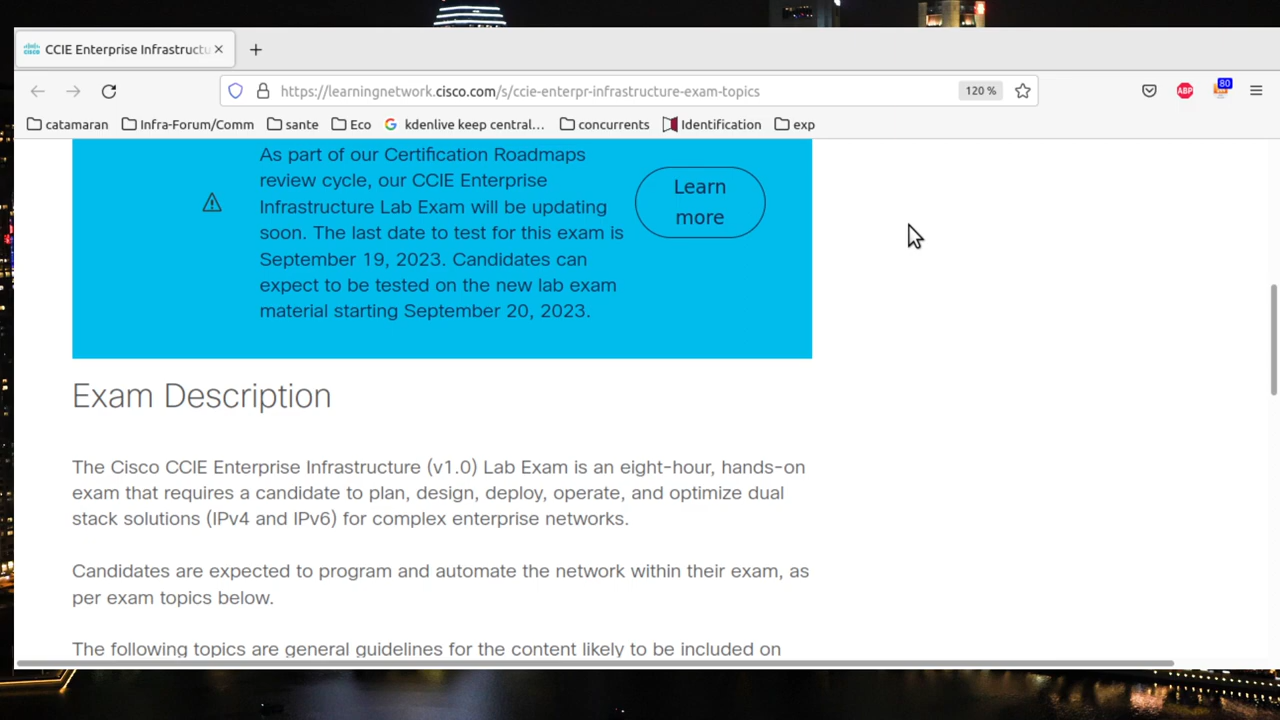 CCIE Enterprise Infrastructu
https://learningnetwork.cisco.com/s/ccie-enterpr-infrastructure-exam-topics
120 %
ABP
80
catamaran
Infra-Forum/Comm
sante
Eco
kdenlive keep central…
concurrents
Identification
exp
As part of our Certification Roadmaps
review cycle, our CCIE Enterprise
Infrastructure Lab Exam will be updating
soon. The last date to test for this exam is
September 19, 2023. Candidates can
expect to be tested on the new lab exam
material starting September 20, 2023.
Learn
more
Exam Description
The Cisco CCIE Enterprise Infrastructure (v1.0) Lab Exam is an eight-hour, hands-on
exam that requires a candidate to plan, design, deploy, operate, and optimize dual
stack solutions (IPv4 and IPv6) for complex enterprise networks.
Candidates are expected to program and automate the network within their exam, as
per exam topics below.
The following topics are general guidelines for the content likely to be included on